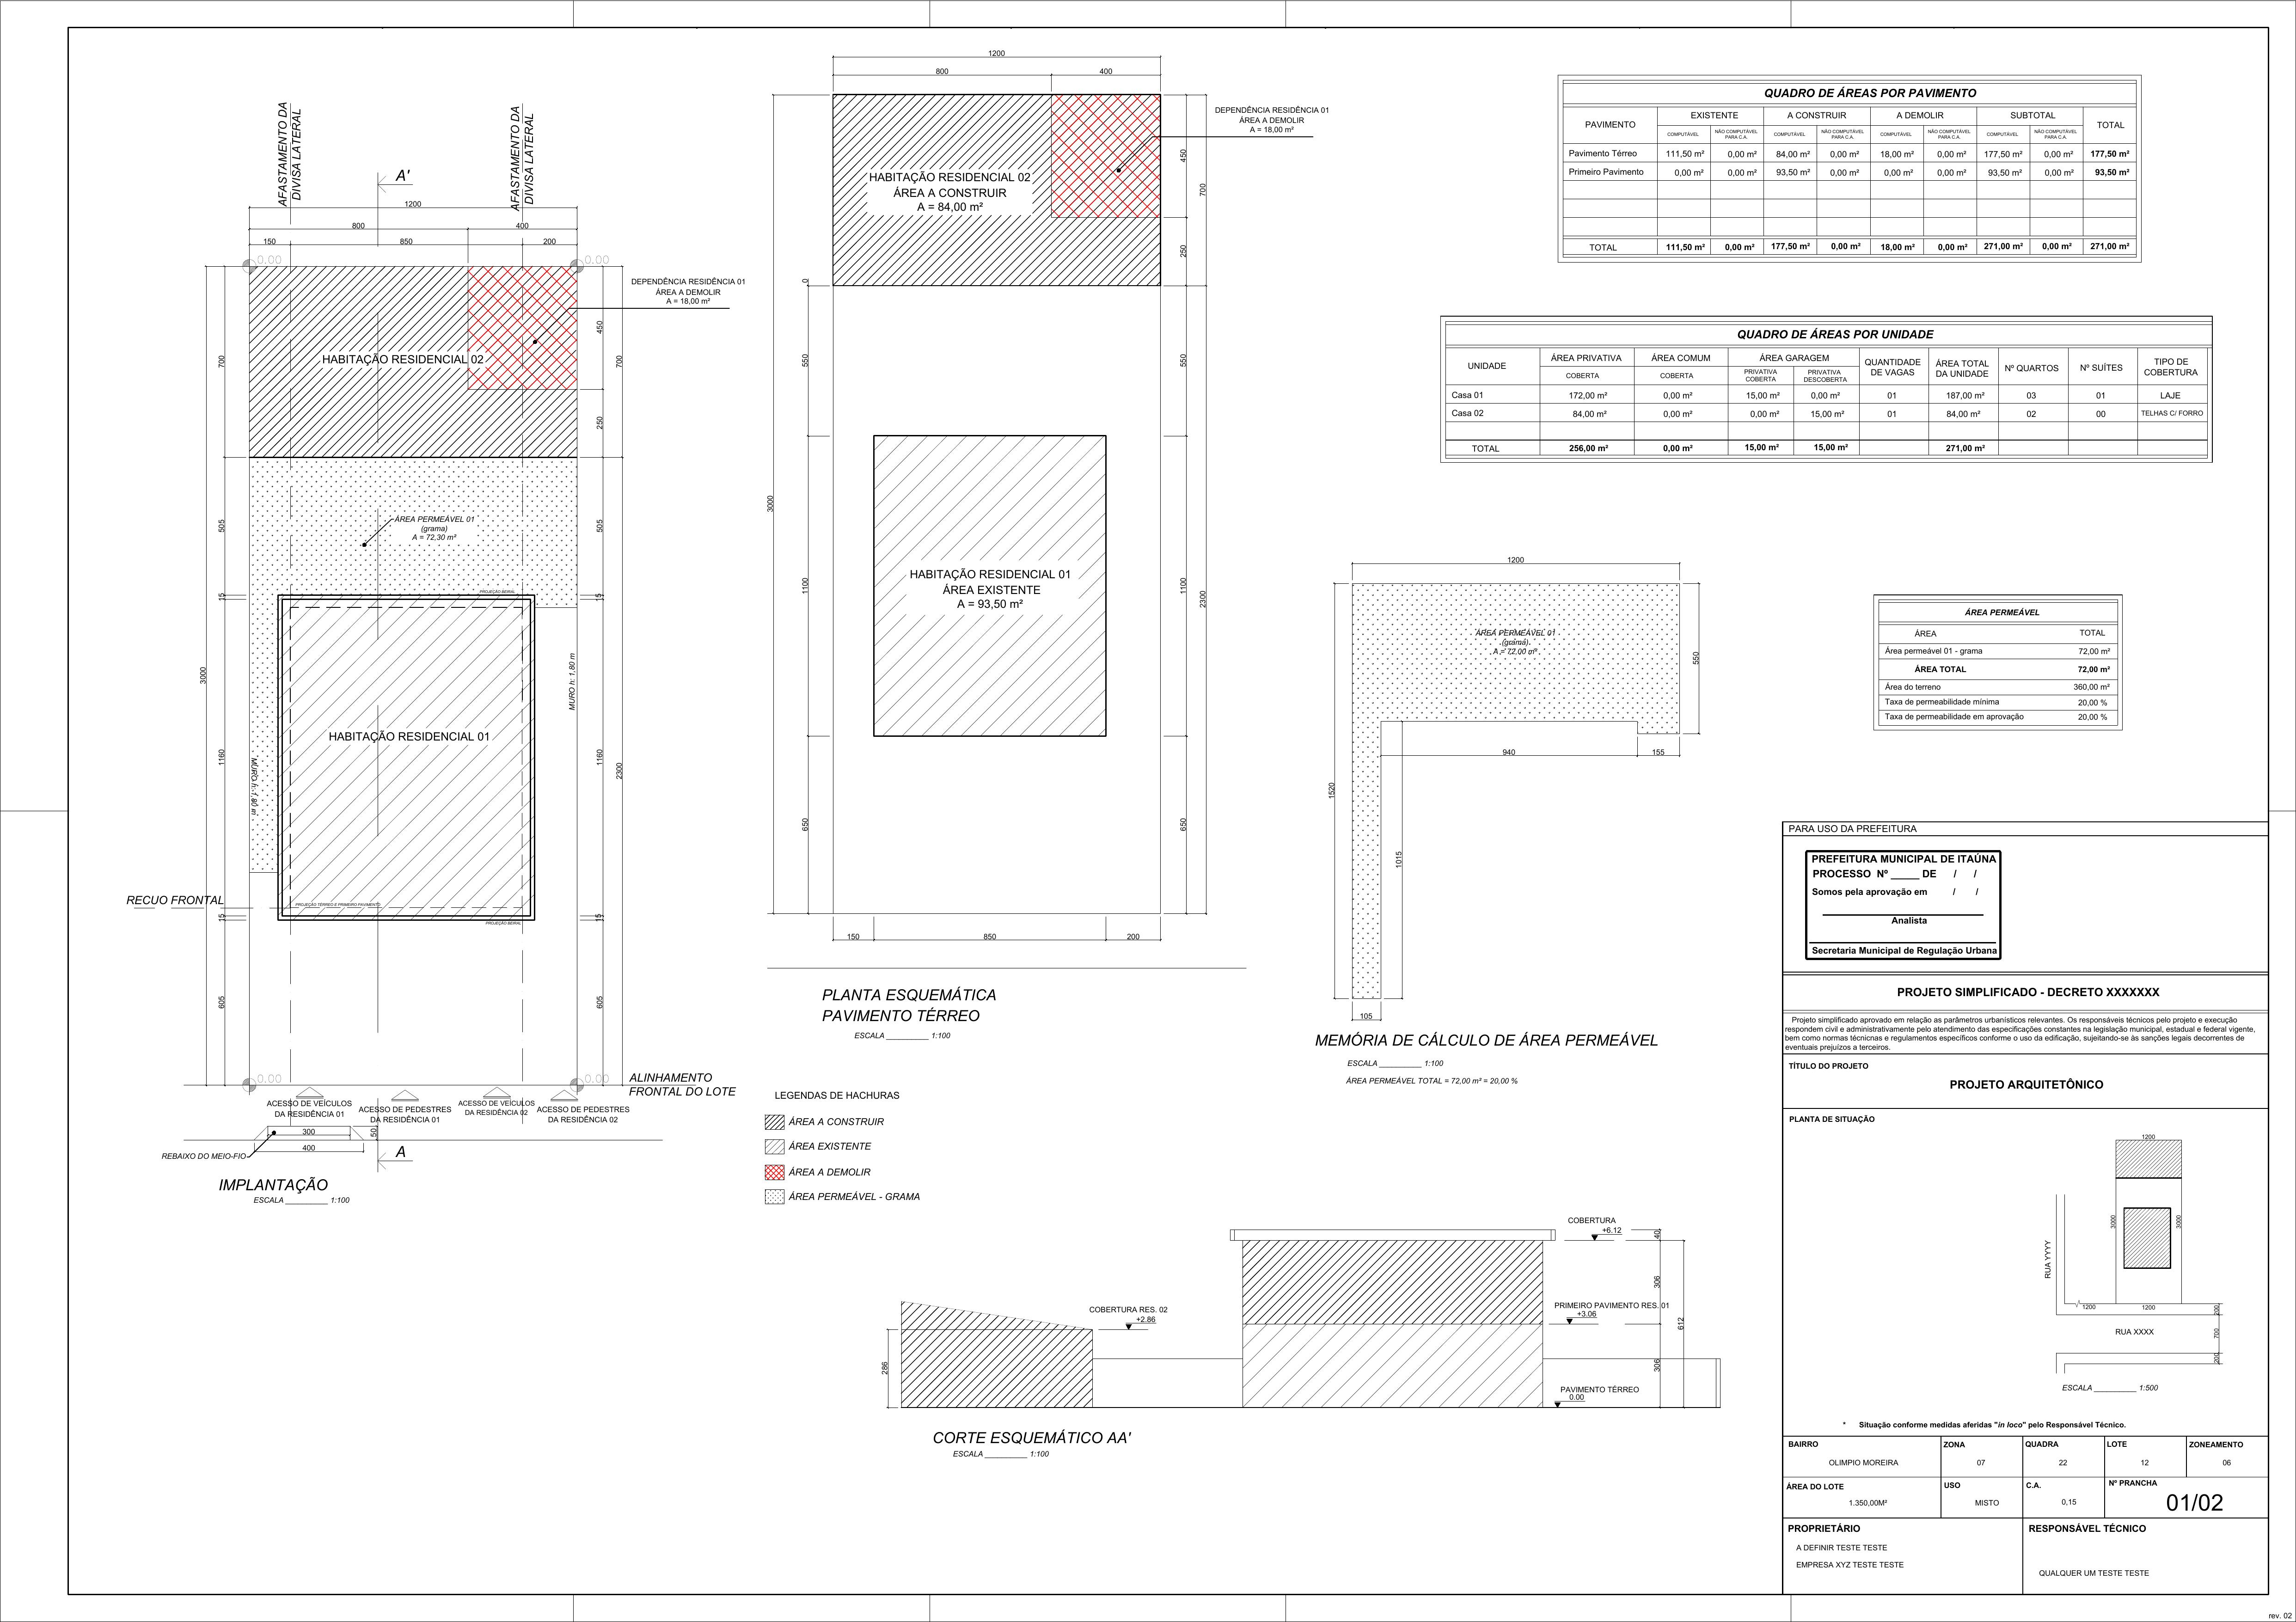 AFASTAMENTO DA
DIVISA LATERAL
AFASTAMENTO DA
DIVISA LATERAL
A'
1200
800
400
150
850
200
0.00
0.00
DEPENDÊNCIA RESIDÊNCIA 01
ÁREA A DEMOLIR
A = 18,00 m²
HABITAÇÃO RESIDENCIAL 02
700
450
700
250
ÁREA PERMEÁVEL 01
(grama)
A = 72,30 m²
505
505
15
15
PROJEÇÃO BEIRAL
3000
MURO h: 1,80 m
HABITAÇÃO RESIDENCIAL 01
MURO h: 1,80 m
1160
1160
2300
RECUO FRONTAL
PROJEÇÃO TÉRREO E PRIMEIRO PAVIMENTO
15
15
PROJEÇÃO BEIRAL
605
605
0.00
0.00
ALINHAMENTO
FRONTAL DO LOTE
ACESSO DE VEÍCULOS
DA RESIDÊNCIA 01
ACESSO DE PEDESTRES
DA RESIDÊNCIA 01
ACESSO DE VEÍCULOS
DA RESIDÊNCIA 02
ACESSO DE PEDESTRES
DA RESIDÊNCIA 02
300
50
400
REBAIXO DO MEIO-FIO
A
IMPLANTAÇÃO
ESCALA __________ 1:100
1200
800
400
DEPENDÊNCIA RESIDÊNCIA 01
ÁREA A DEMOLIR
A = 18,00 m²
HABITAÇÃO RESIDENCIAL 02
ÁREA A CONSTRUIR
A = 84,00 m²
450
700
250
0
550
550
3000
HABITAÇÃO RESIDENCIAL 01
ÁREA EXISTENTE
A = 93,50 m²
1100
1100
2300
650
650
150
850
200
PLANTA ESQUEMÁTICA
PAVIMENTO TÉRREO
ESCALA __________ 1:100
LEGENDAS DE HACHURAS
ÁREA A CONSTRUIR
ÁREA EXISTENTE
ÁREA A DEMOLIR
ÁREA PERMEÁVEL - GRAMA
QUADRO DE ÁREAS POR PAVIMENTO
PAVIMENTO EXISTENTE A CONSTRUIR A DEMOLIR SUBTOTAL TOTAL
COMPUTÁVEL NÃO COMPUTÁVEL PARA C.A. COMPUTÁVEL NÃO COMPUTÁVEL PARA C.A. COMPUTÁVEL NÃO COMPUTÁVEL PARA C.A. COMPUTÁVEL NÃO COMPUTÁVEL PARA C.A.
Pavimento Térreo 111,50 m² 0,00 m² 84,00 m² 0,00 m² 18,00 m² 0,00 m² 177,50 m² 0,00 m² 177,50 m²
Primeiro Pavimento 0,00 m² 0,00 m² 93,50 m² 0,00 m² 0,00 m² 0,00 m² 93,50 m² 0,00 m² 93,50 m²
TOTAL 111,50 m² 0,00 m² 177,50 m² 0,00 m² 18,00 m² 0,00 m² 271,00 m² 0,00 m² 271,00 m²
QUADRO DE ÁREAS POR UNIDADE
UNIDADE ÁREA PRIVATIVA ÁREA COMUM ÁREA GARAGEM QUANTIDADE DE VAGAS ÁREA TOTAL DA UNIDADE Nº QUARTOS Nº SUÍTES TIPO DE COBERTURA
COBERTA COBERTA PRIVATIVA COBERTA PRIVATIVA DESCOBERTA
Casa 01 172,00 m² 0,00 m² 15,00 m² 0,00 m² 01 187,00 m² 03 01 LAJE
Casa 02 84,00 m² 0,00 m² 0,00 m² 15,00 m² 01 84,00 m² 02 00 TELHAS C/ FORRO
TOTAL 256,00 m² 0,00 m² 15,00 m² 15,00 m² 271,00 m²
1200
ÁREA PERMEÁVEL 01
(grama)
A = 72,00 m²
550
940
155
1520
1015
105
MEMÓRIA DE CÁLCULO DE ÁREA PERMEÁVEL
ESCALA __________ 1:100
ÁREA PERMEÁVEL TOTAL = 72,00 m² = 20,00 %
ÁREA PERMEÁVEL
ÁREA TOTAL
Área permeável 01 - grama 72,00 m²
ÁREA TOTAL 72,00 m²
Área do terreno 360,00 m²
Taxa de permeabilidade mínima 20,00 %
Taxa de permeabilidade em aprovação 20,00 %
COBERTURA
+6.12
40
306
COBERTURA RES. 02
+2.86
PRIMEIRO PAVIMENTO RES. 01
+3.06
612
286
306
PAVIMENTO TÉRREO
0.00
CORTE ESQUEMÁTICO AA'
ESCALA __________ 1:100
PARA USO DA PREFEITURA
PREFEITURA MUNICIPAL DE ITAÚNA
PROCESSO Nº _____ DE / /
Somos pela aprovação em / /
Analista
Secretaria Municipal de Regulação Urbana
PROJETO SIMPLIFICADO - DECRETO XXXXXXX
Projeto simplificado aprovado em relação as parâmetros urbanísticos relevantes. Os responsáveis técnicos pelo projeto e execução
respondem civil e administrativamente pelo atendimento das especificações constantes na legislação municipal, estadual e federal vigente,
bem como normas técnicnas e regulamentos específicos conforme o uso da edificação, sujeitando-se às sanções legais decorrentes de
eventuais prejuízos a terceiros.
TÍTULO DO PROJETO
PROJETO ARQUITETÔNICO
PLANTA DE SITUAÇÃO
1200
3000
3000
RUA YYYY
1200
1200
200
RUA XXXX
700
200
ESCALA __________ 1:500
* Situação conforme medidas aferidas "in loco" pelo Responsável Técnico.
BAIRRO ZONA QUADRA LOTE ZONEAMENTO
OLIMPIO MOREIRA 07 22 12 06
ÁREA DO LOTE USO C.A. Nº PRANCHA
1.350,00M² MISTO 0,15 01/02
PROPRIETÁRIO RESPONSÁVEL TÉCNICO
A DEFINIR TESTE TESTE
EMPRESA XYZ TESTE TESTE
QUALQUER UM TESTE TESTE
rev. 02